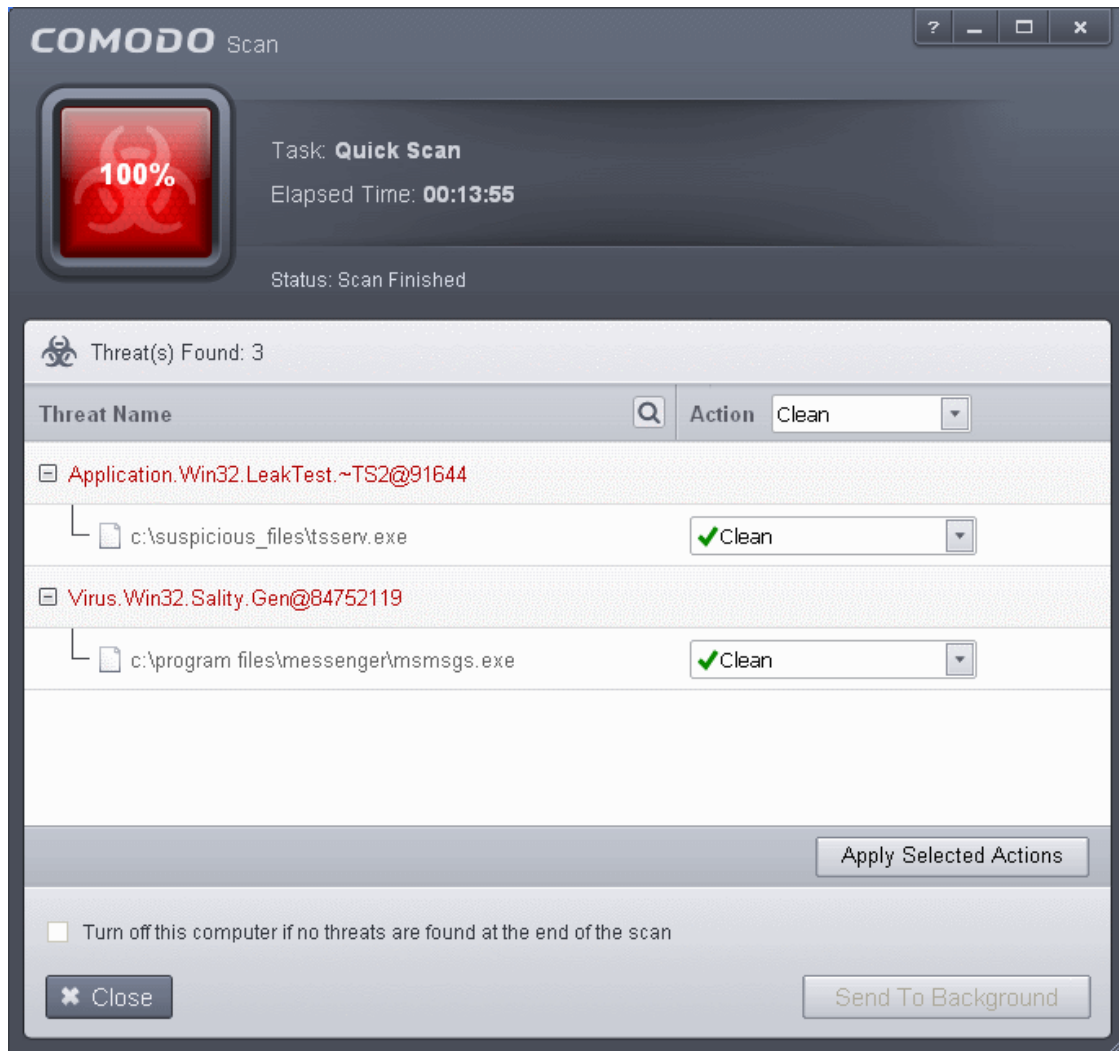 COMODO Scan
?
100%
Task: Quick Scan
Elapsed Time: 00:13:55
Status: Scan Finished
Threat(s) Found: 3
Threat Name Action Clean
Application.Win32.LeakTest.~TS2@91644
c:\suspicious_files\tsserv.exe Clean
Virus.Win32.Sality.Gen@84752119
c:\program files\messenger\msmsgs.exe Clean
Apply Selected Actions
Turn off this computer if no threats are found at the end of the scan
Close Send To Background